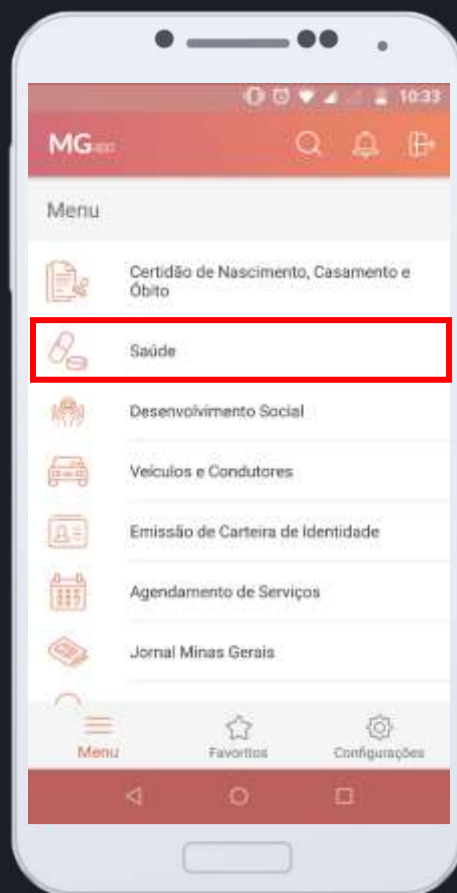 10:33
MGapp
Menu
Certidão de Nascimento, Casamento e
Óbito
Saúde
Desenvolvimento Social
Veículos e Condutores
Emissão de Carteira de Identidade
Agendamento de Serviços
Jornal Minas Gerais
Menu
Favoritos
Configurações